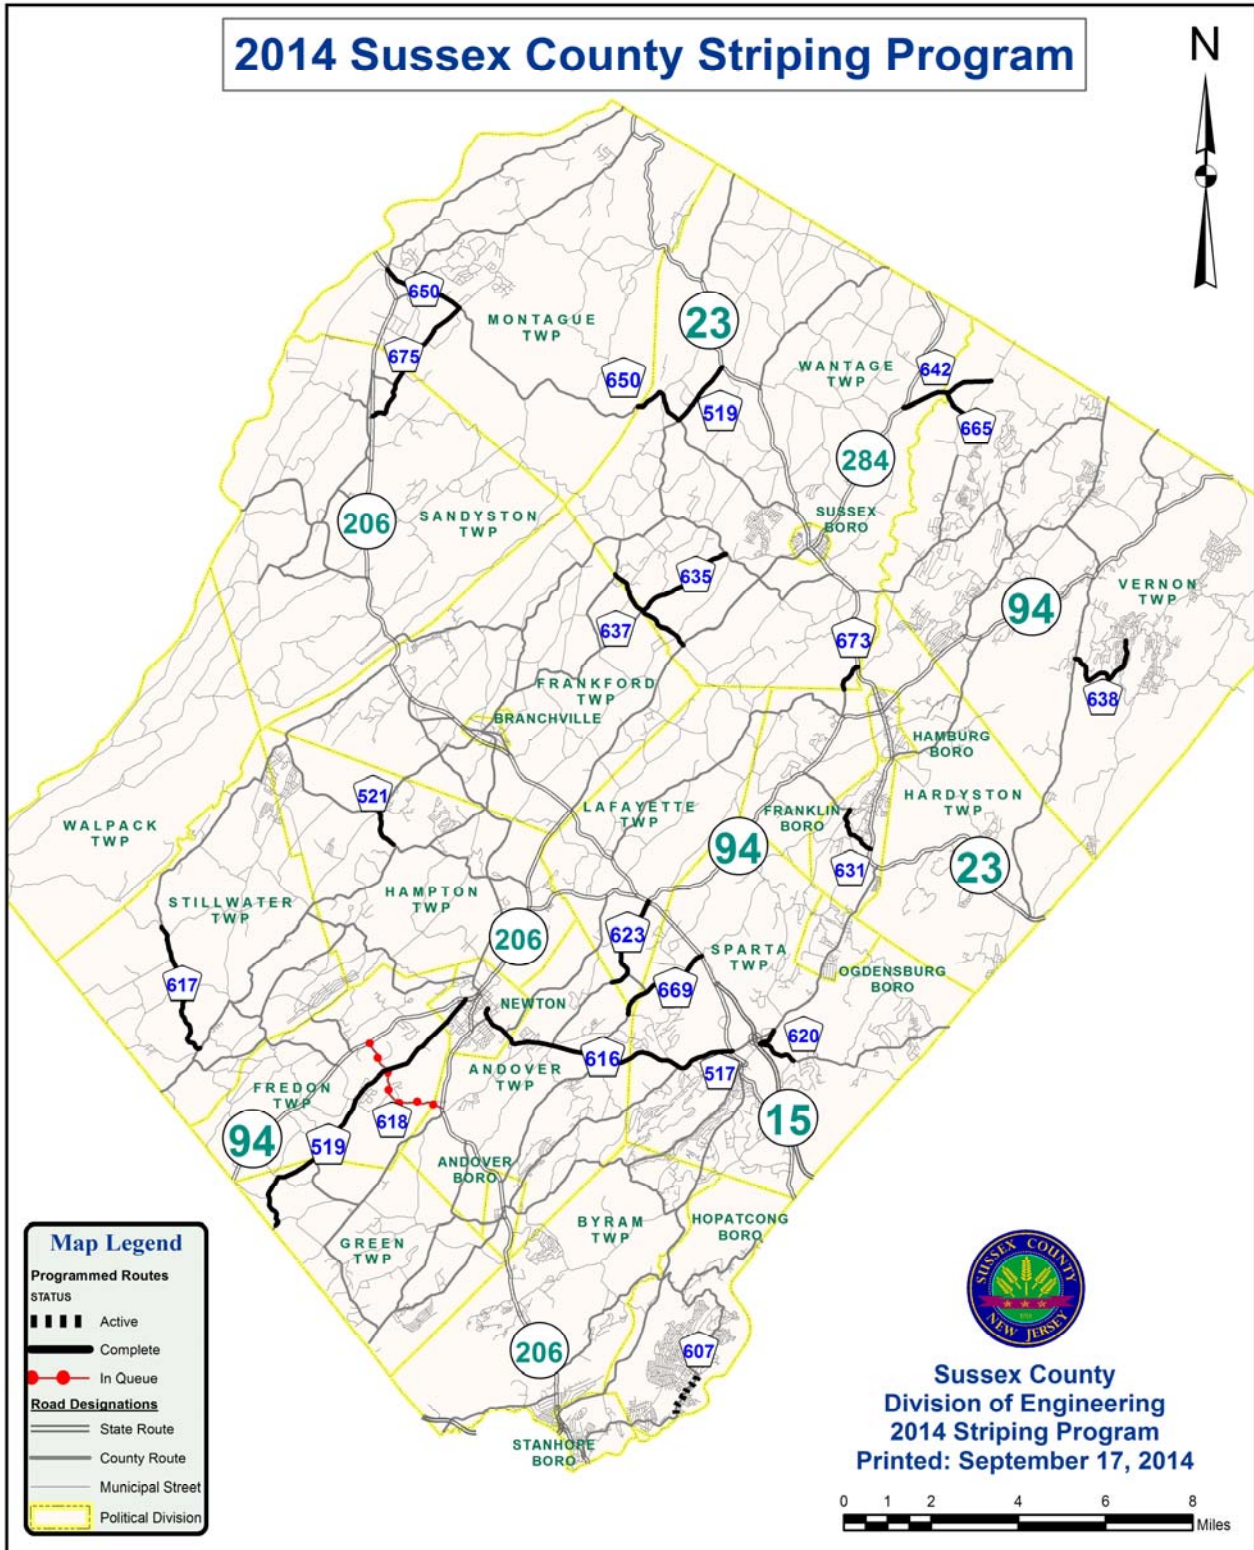 2014 Sussex County Striping Program
N
650
MONTAGUE
TWP
23
675
650
519
WANTAGE
TWP
642
665
284
206
SANDYSTON
TWP
SUSSEX
BORO
635
94
VERNON
TWP
637
673
FRANKFORD
TWP
638
BRANCHVILLE
HAMBURG
BORO
521
LAFAYETTE
TWP
FRANKLIN
BORO
HARDYSTON
TWP
WALPACK
TWP
94
23
631
HAMPTON
TWP
STILLWATER
TWP
206
623
SPARTA
TWP
OGDENSBURG
BORO
617
669
NEWTON
620
616
517
ANDOVER
TWP
FREDON
TWP
618
15
94
519
ANDOVER
BORO
BYRAM
TWP
HOPATCONG
BORO
GREEN
TWP
206
607
STANHOPE
BORO
Map Legend
Programmed Routes
STATUS
Active
Complete
In Queue
Road Designations
State Route
County Route
Municipal Street
Political Division
SUSSEX COUNTY
NEW JERSEY
Sussex County
Division of Engineering
2014 Striping Program
Printed: September 17, 2014
0 1 2 4 6 8
Miles